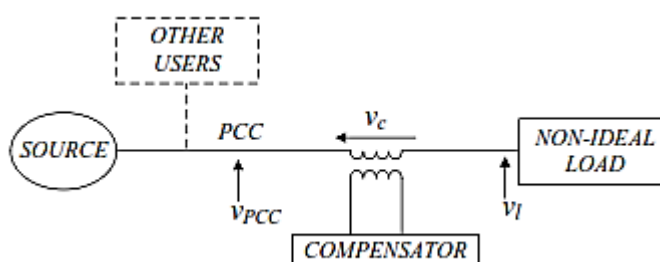 OTHER
USERS
SOURCE
PCC
v_c
NON-IDEAL
LOAD
v_PCC
v_l
COMPENSATOR